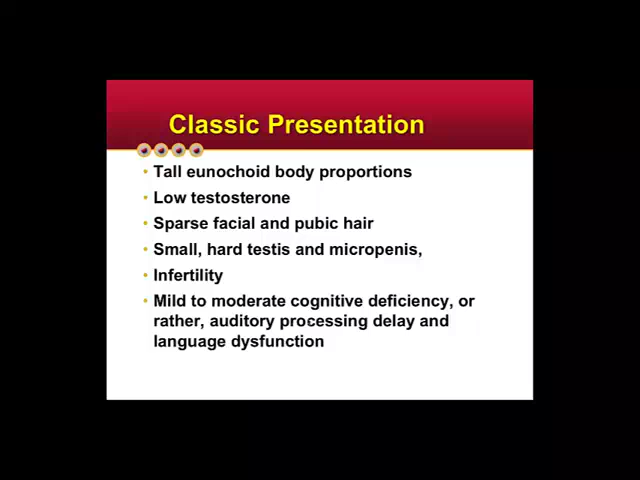 Classic Presentation
• Tall eunochoid body proportions
• Low testosterone
• Sparse facial and pubic hair
• Small, hard testis and micropenis,
• Infertility
• Mild to moderate cognitive deficiency, or
rather, auditory processing delay and
language dysfunction